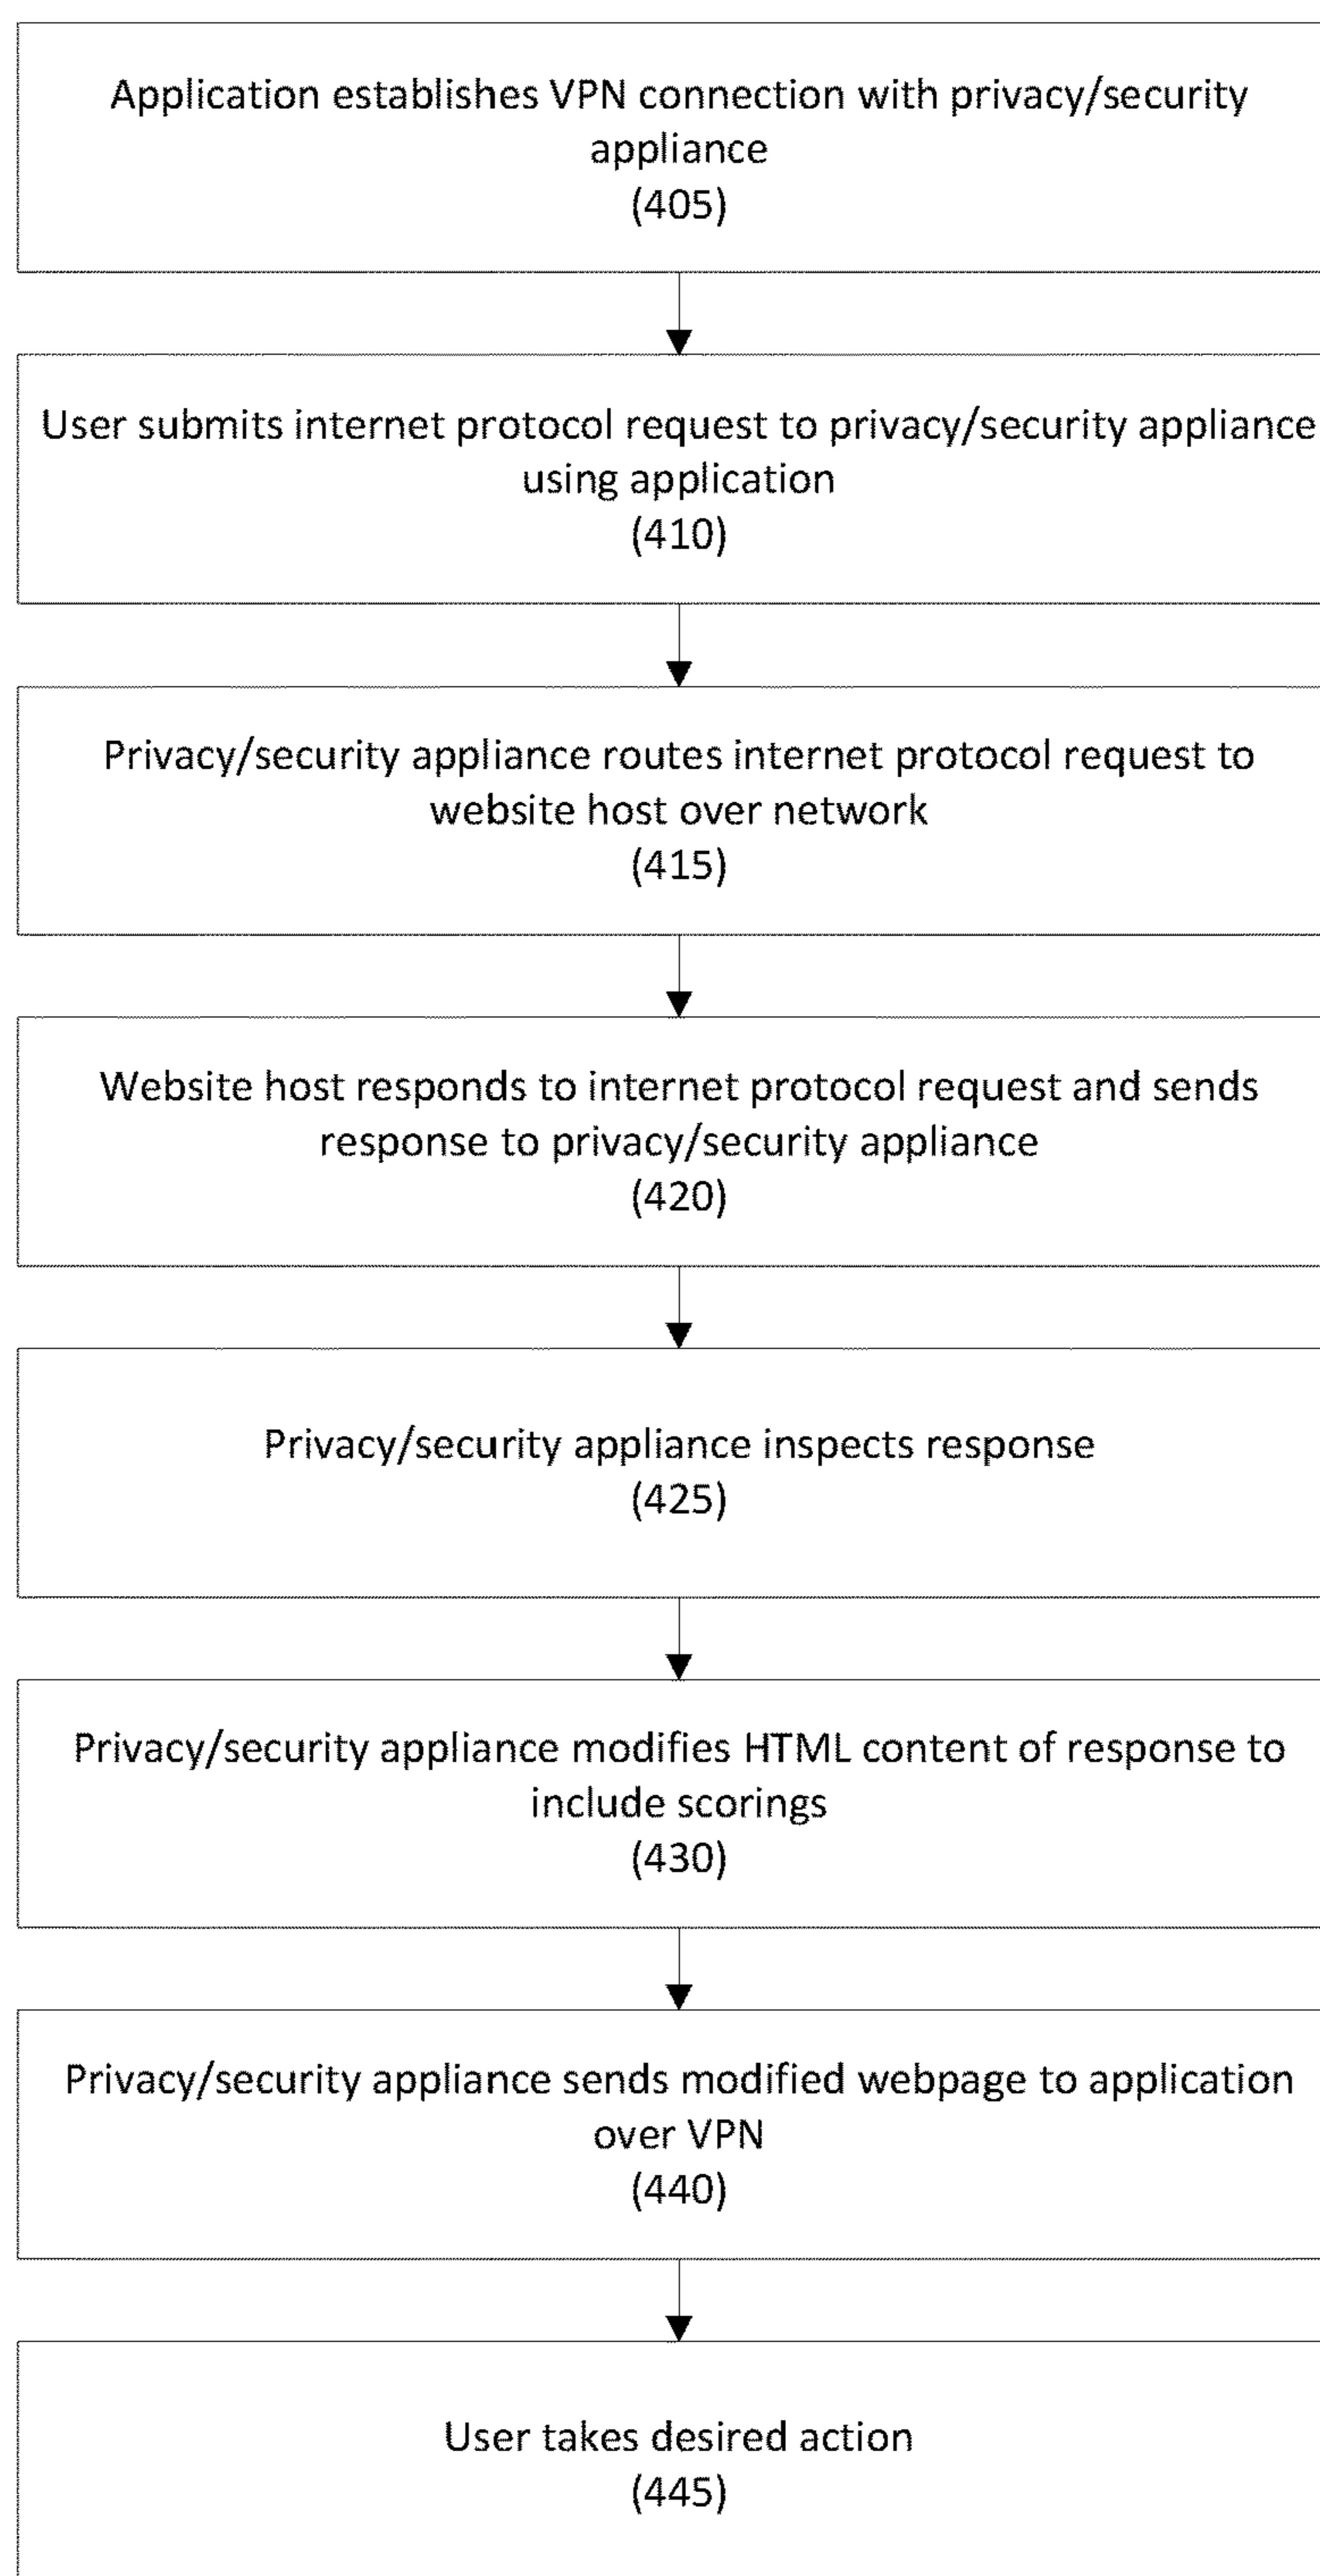 Application establishes VPN connection with privacy/security
appliance
(405)
User submits internet protocol request to privacy/security appliance
using application
(410)
Privacy/security appliance routes internet protocol request to
website host over network
(415)
Website host responds to internet protocol request and sends
response to privacy/security appliance
(420)
Privacy/security appliance inspects response
(425)
Privacy/security appliance modifies HTML content of response to
include scorings
(430)
Privacy/security appliance sends modified webpage to application
over VPN
(440)
User takes desired action
(445)